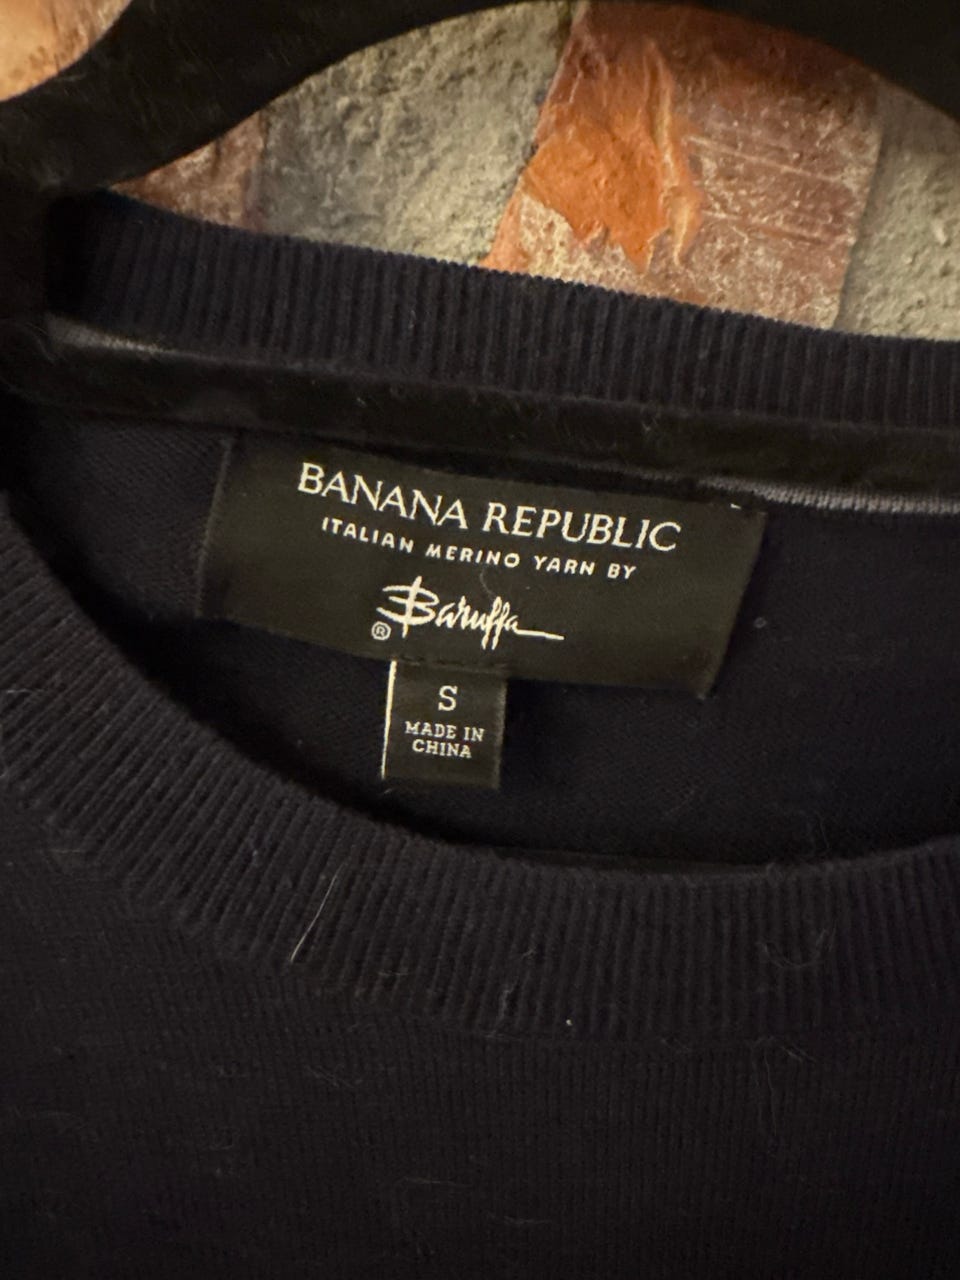 BANANA REPUBLIC
ITALIAN MERINO YARN BY
Baruffa
®
S
MADE IN
CHINA